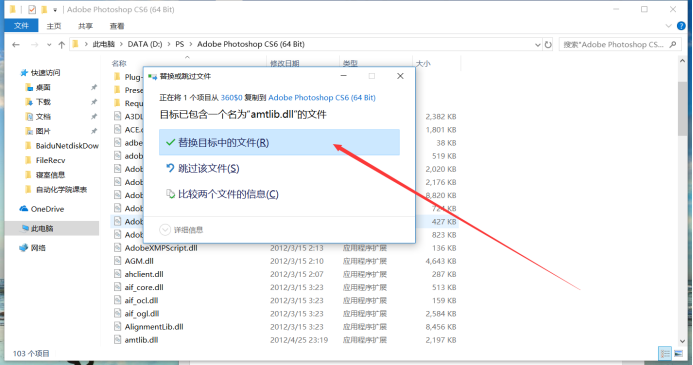 Adobe Photoshop CS6 (64 Bit)
文件 主页 共享 查看
此电脑 › DATA (D:) › PS › Adobe Photoshop CS6 (64 Bit)
搜索"Adobe Photoshop CS6...
名称 修改日期 类型 大小
快速访问
桌面
下载
文档
图片
BaiduNetdiskDow
FileRecv
寝室信息
自动化学院课表
OneDrive
此电脑
网络
Plug-
Prese
Requ
A3DL 2,382 KB
ACE.d 1,801 KB
adbe 38 KB
adob 519 KB
Adob 2,020 KB
Adob 2,176 KB
Adob 8,820 KB
Adob 724 KB
Adob 427 KB
Adob 823 KB
AdobeXMPScript.dll 2012/3/15 2:13 应用程序扩展 136 KB
AGM.dll 2012/3/15 2:10 应用程序扩展 4,643 KB
ahclient.dll 2012/3/15 2:07 应用程序扩展 287 KB
aif_core.dll 2012/3/15 3:23 应用程序扩展 513 KB
aif_ocl.dll 2012/3/15 3:23 应用程序扩展 159 KB
aif_ogl.dll 2012/3/15 3:23 应用程序扩展 2,584 KB
AlignmentLib.dll 2012/3/15 3:23 应用程序扩展 8,456 KB
amtlib.dll 2012/4/25 23:19 应用程序扩展 2,197 KB
替换或跳过文件
正在将 1 个项目从 360$0 复制到 Adobe Photoshop CS6 (64 Bit)
目标已包含一个名为"amtlib.dll"的文件
替换目标中的文件(R)
跳过该文件(S)
比较两个文件的信息(C)
详细信息
103 个项目